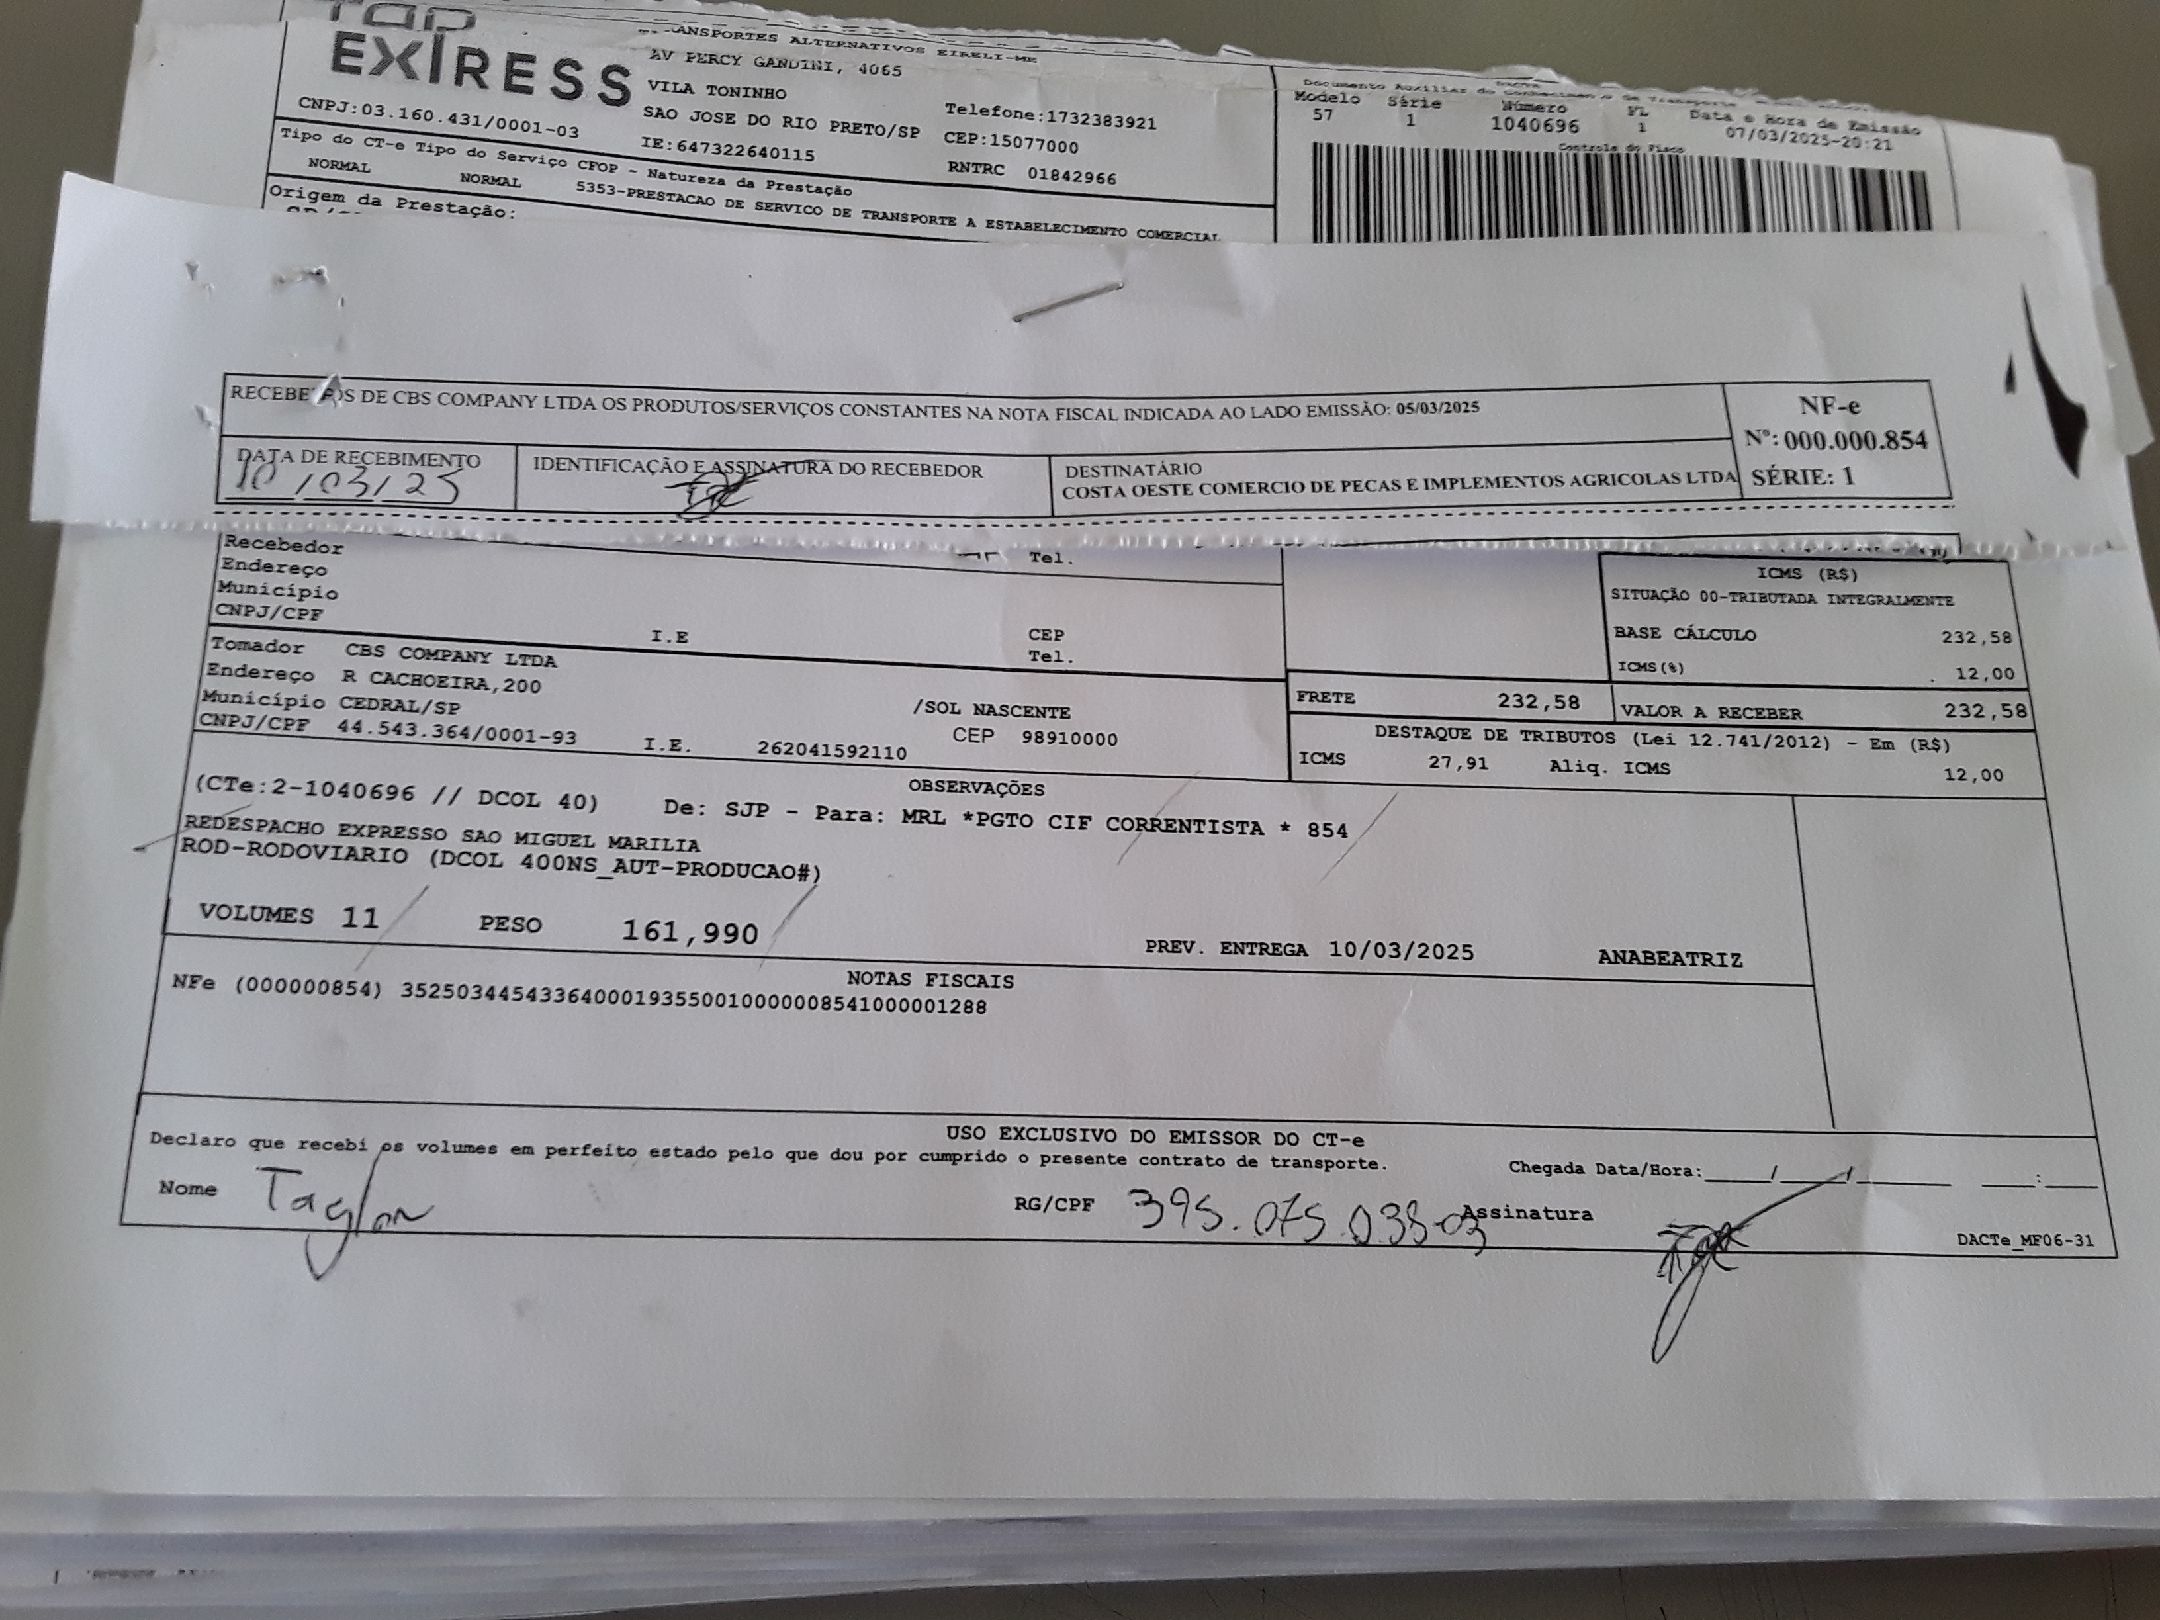 EXPRESS
TRANSPORTES ALTERNATIVOS EIRELI-ME
AV PERCY GANDINI, 4065
VILA TONINHO
SAO JOSE DO RIO PRETO/SP
Telefone:1732383921
CNPJ:03.160.431/0001-03
IE:647322640115
CEP:15077000
RNTRC 01842966
Modelo Série Número FL Data e Hora de Emissão
57 1 1040696 1 07/03/2025-20:21
Controle do Fisco
Tipo do CT-e Tipo do Serviço CFOP - Natureza da Prestação
NORMAL NORMAL 5353-PRESTACAO DE SERVICO DE TRANSPORTE A ESTABELECIMENTO COMERCIAL
Origem da Prestação:
RECEBEMOS DE CBS COMPANY LTDA OS PRODUTOS/SERVIÇOS CONSTANTES NA NOTA FISCAL INDICADA AO LADO EMISSÃO: 05/03/2025
NF-e
Nº: 000.000.854
SÉRIE: 1
DATA DE RECEBIMENTO
10/03/25
IDENTIFICAÇÃO E ASSINATURA DO RECEBEDOR
DESTINATÁRIO
COSTA OESTE COMERCIO DE PECAS E IMPLEMENTOS AGRICOLAS LTDA
Recebedor
Endereço Tel.
Município
CNPJ/CPF I.E CEP
Tel.
ICMS (R$)
SITUAÇÃO 00-TRIBUTADA INTEGRALMENTE
BASE CÁLCULO 232,58
ICMS(%) 12,00
Tomador CBS COMPANY LTDA
Endereço R CACHOEIRA,200
Município CEDRAL/SP /SOL NASCENTE
CNPJ/CPF 44.543.364/0001-93 I.E. 262041592110 CEP 98910000
FRETE 232,58 VALOR A RECEBER 232,58
DESTAQUE DE TRIBUTOS (Lei 12.741/2012) - Em (R$)
ICMS 27,91 Aliq. ICMS 12,00
OBSERVAÇÕES
(CTe:2-1040696 // DCOL 40) De: SJP - Para: MRL *PGTO CIF CORRENTISTA * 854
REDESPACHO EXPRESSO SAO MIGUEL MARILIA
ROD-RODOVIARIO (DCOL 400NS_AUT-PRODUCAO#)
VOLUMES 11 PESO 161,990 PREV. ENTREGA 10/03/2025 ANABEATRIZ
NOTAS FISCAIS
NFe (000000854) 35250344543364000193550010000008541000001288
USO EXCLUSIVO DO EMISSOR DO CT-e
Declaro que recebi os volumes em perfeito estado pelo que dou por cumprido o presente contrato de transporte.
Chegada Data/Hora:_____/_____/_______ ____:____
Nome Taylon RG/CPF 395.075.038-03 Assinatura
DACTe_MF06-31